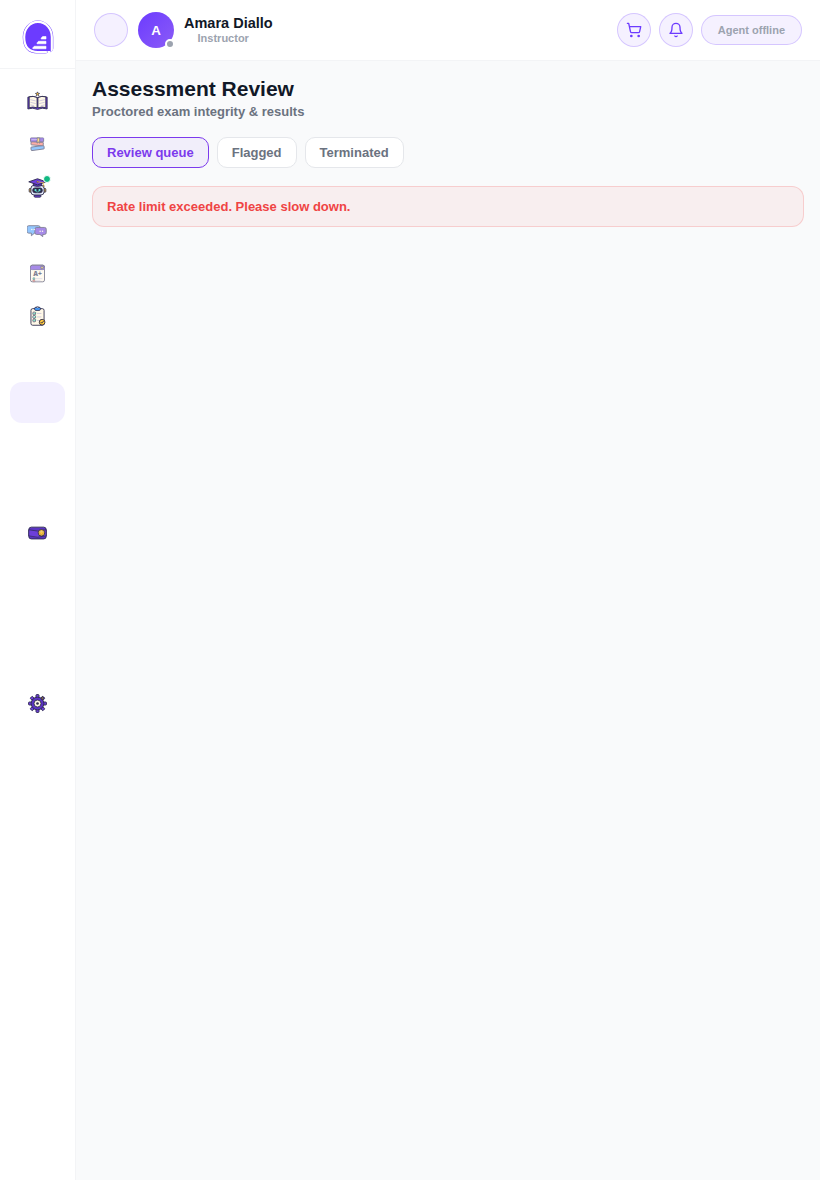 A
Amara Diallo
Instructor
Agent offline
Assessment Review
Proctored exam integrity & results
Review queue
Flagged
Terminated
Rate limit exceeded. Please slow down.
A+